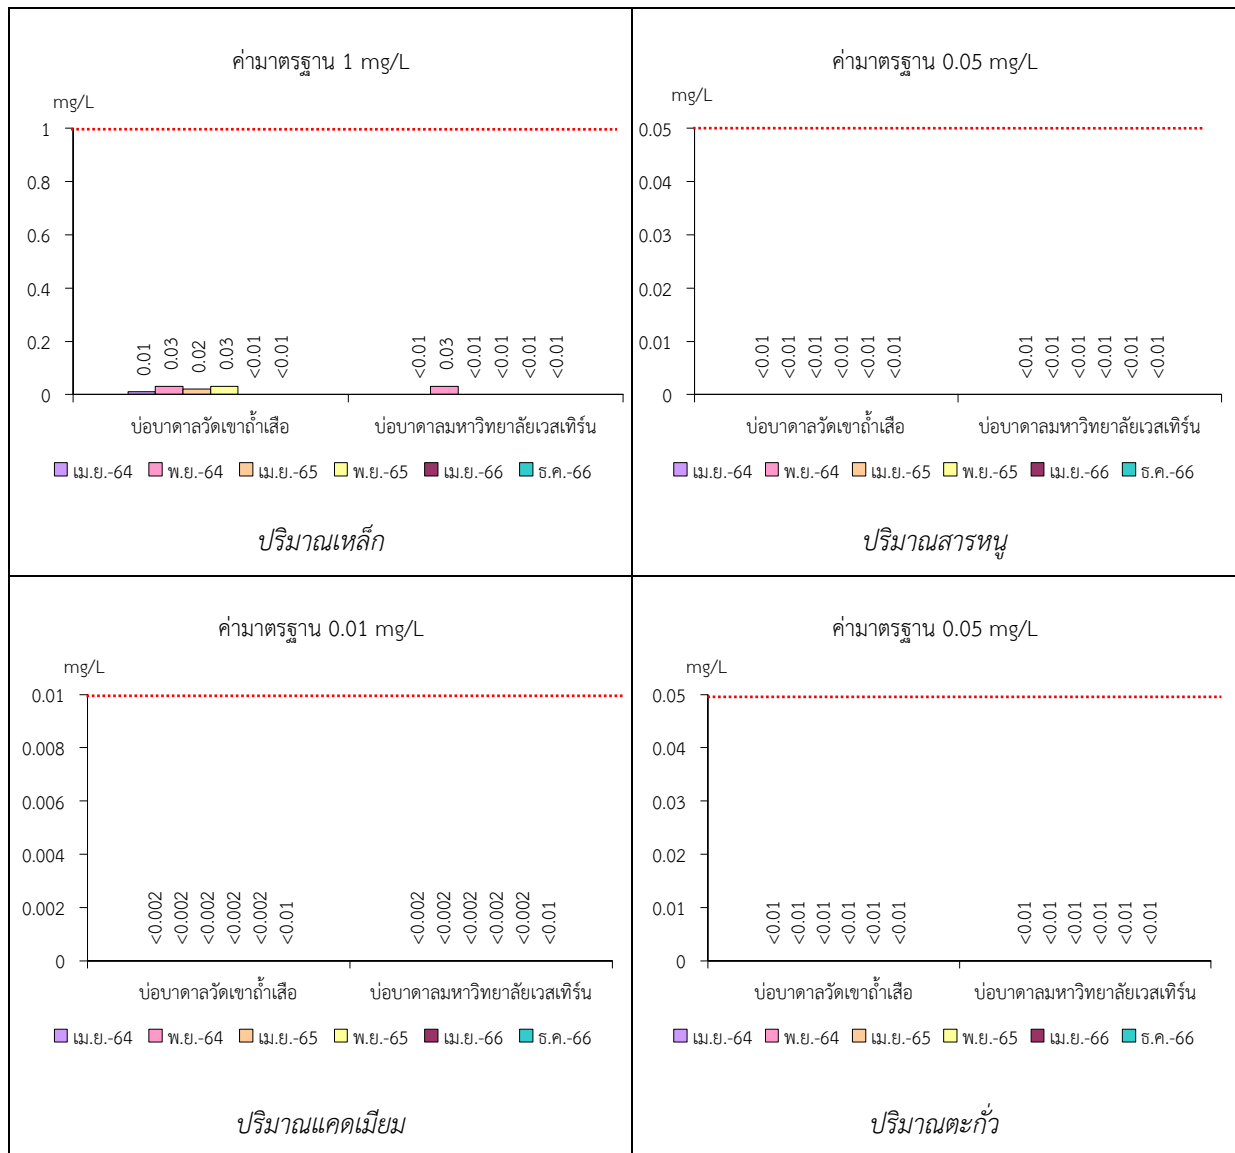 ค่ามาตรฐาน 1 mg/L
mg/L
1
0.8
0.6
0.4
0.2
0
0.01 0.03 0.02 0.03 <0.01 <0.01 <0.01 0.03 <0.01 <0.01 <0.01 <0.01
บ่อบาดาลวัดเขาถ้ำเสือ บ่อบาดาลมหาวิทยาลัยเวสเทิร์น
เม.ย.-64 พ.ย.-64 เม.ย.-65 พ.ย.-65 เม.ย.-66 ธ.ค.-66
ปริมาณเหล็ก
ค่ามาตรฐาน 0.05 mg/L
mg/L
0.05
0.04
0.03
0.02
0.01
0
<0.01 <0.01 <0.01 <0.01 <0.01 <0.01 <0.01 <0.01 <0.01 <0.01 <0.01 <0.01
บ่อบาดาลวัดเขาถ้ำเสือ บ่อบาดาลมหาวิทยาลัยเวสเทิร์น
เม.ย.-64 พ.ย.-64 เม.ย.-65 พ.ย.-65 เม.ย.-66 ธ.ค.-66
ปริมาณสารหนู
ค่ามาตรฐาน 0.01 mg/L
mg/L
0.01
0.008
0.006
0.004
0.002
0
<0.002 <0.002 <0.002 <0.002 <0.002 <0.01 <0.002 <0.002 <0.002 <0.002 <0.002 <0.01
บ่อบาดาลวัดเขาถ้ำเสือ บ่อบาดาลมหาวิทยาลัยเวสเทิร์น
เม.ย.-64 พ.ย.-64 เม.ย.-65 พ.ย.-65 เม.ย.-66 ธ.ค.-66
ปริมาณแคดเมียม
ค่ามาตรฐาน 0.05 mg/L
mg/L
0.05
0.04
0.03
0.02
0.01
0
<0.01 <0.01 <0.01 <0.01 <0.01 <0.01 <0.01 <0.01 <0.01 <0.01 <0.01 <0.01
บ่อบาดาลวัดเขาถ้ำเสือ บ่อบาดาลมหาวิทยาลัยเวสเทิร์น
เม.ย.-64 พ.ย.-64 เม.ย.-65 พ.ย.-65 เม.ย.-66 ธ.ค.-66
ปริมาณตะกั่ว